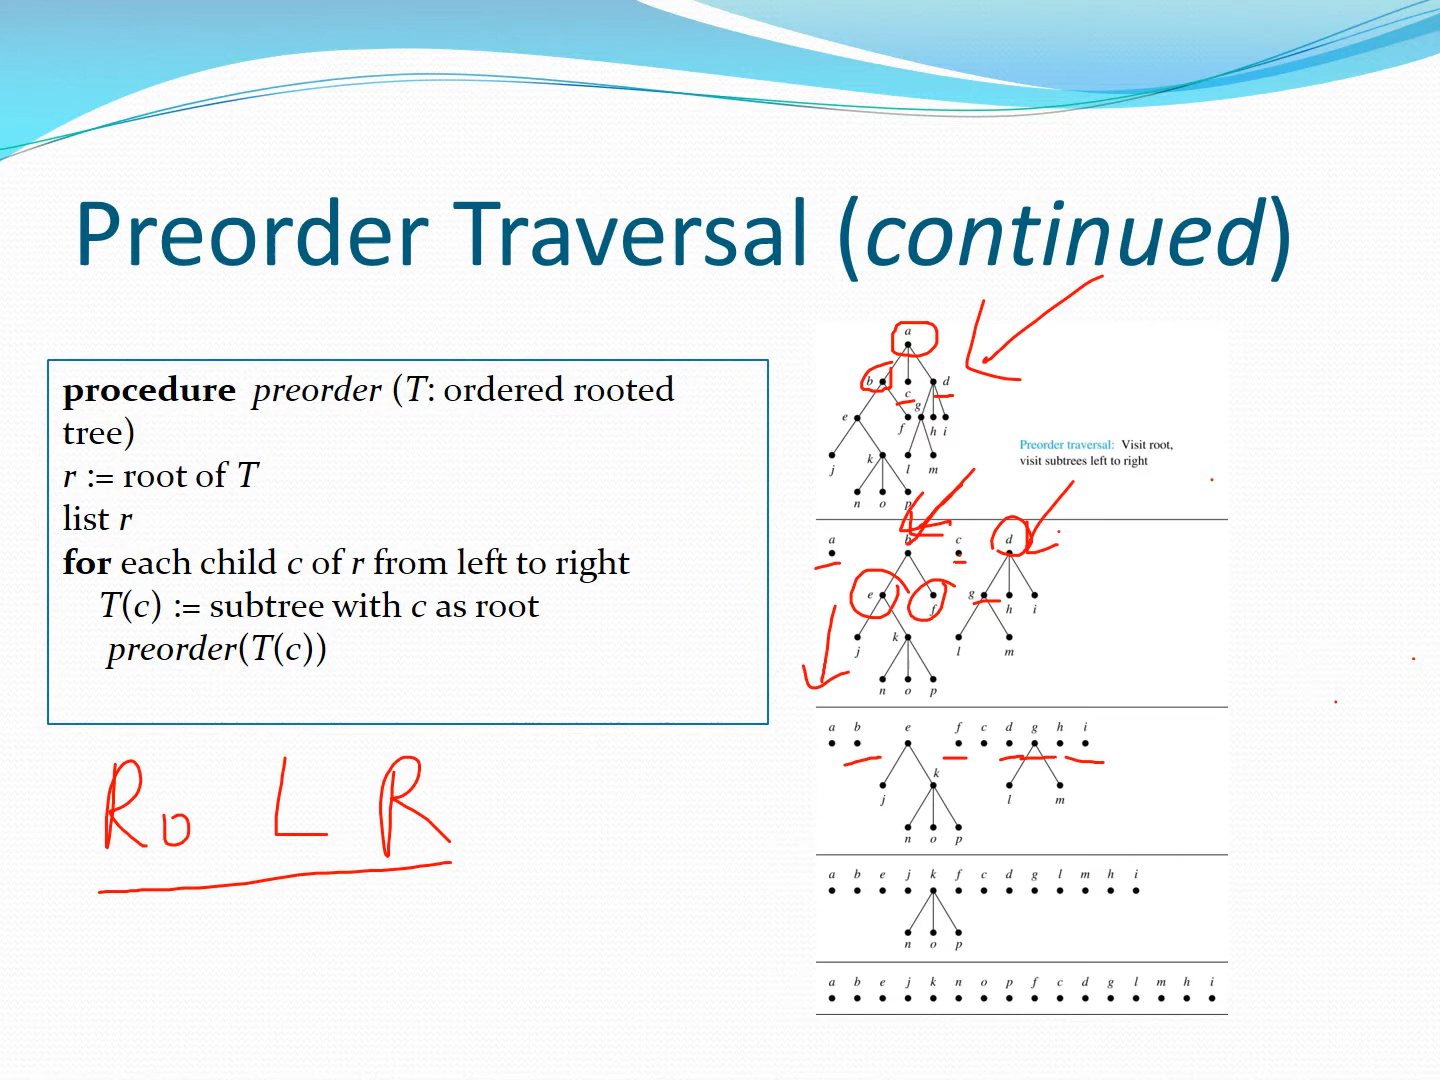 Preorder Traversal (continued)
procedure preorder (T: ordered rooted
tree)
r := root of T
list r
for each child c of r from left to right
T(c) := subtree with c as root
preorder(T(c))
Ro L R
a
b c d
e f g h i
j k l m
n o p
Preorder traversal: Visit root,
visit subtrees left to right
a b c d
e f g h i
j k l m
n o p
a b e f c d g h i
j k l m
n o p
a b e j k f c d g l m h i
n o p
a b e j k n o p f c d g l m h i